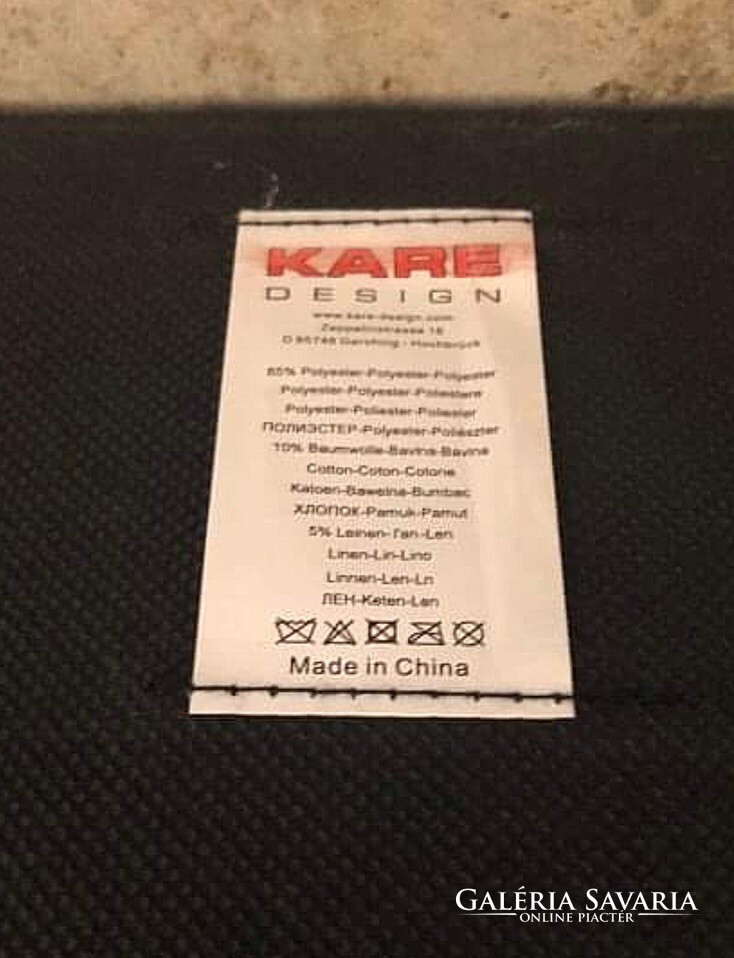 KARE
DESIGN
www.kare-design.com
Zeppelinstrasse 16
D 85748 Garching - Hochbrück
85% Polyester-Polyester-Polyester
Polyester-Polyester-Poliestere
Polyester-Poliester-Poliester
ПОЛИЭСТЕР-Polyester-Poliészter
10% Baumwolle-Bavlna-Bavlna
Cotton-Coton-Cotone
Katoen-Bawelna-Bumbac
ХЛОПОК-Pamuk-Pamut
5% Leinen-Ľan-Len
Linen-Lin-Lino
Linnen-Len-Ln
ЛЕН-Keten-Len
Made in China
GALÉRIA SAVARIA
ONLINE PIACTÉR